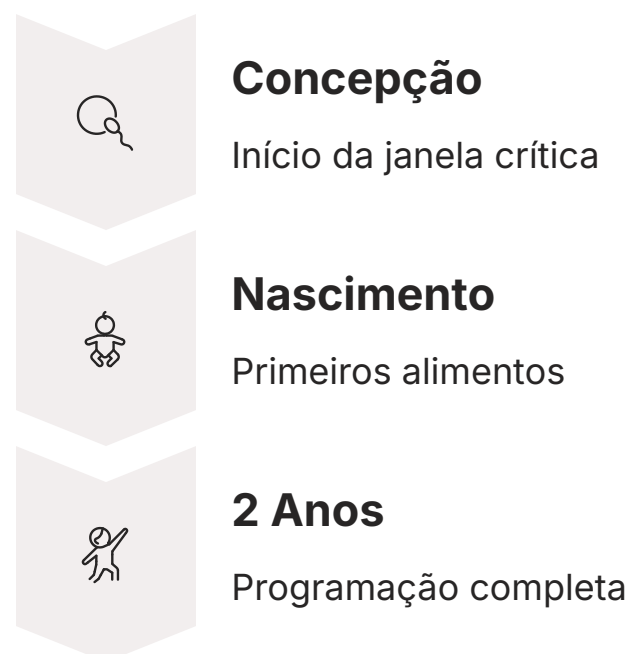 Concepção
Início da janela crítica
Nascimento
Primeiros alimentos
2 Anos
Programação completa